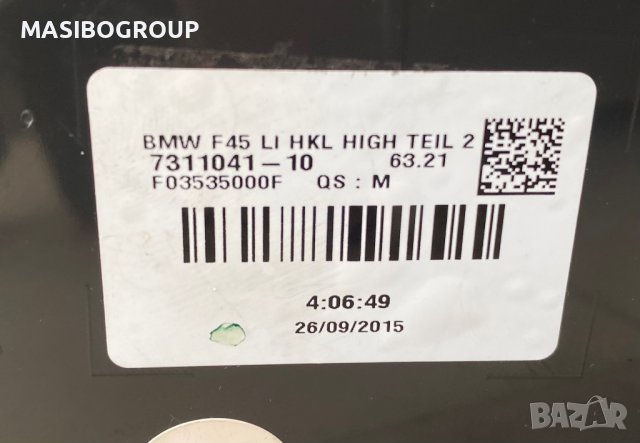 MASIBOGROUP
BMW F45 LI HKL HIGH TEIL 2
7311041-10 63.21
F03535000F QS : M
4:06:49
26/09/2015
BAZAR